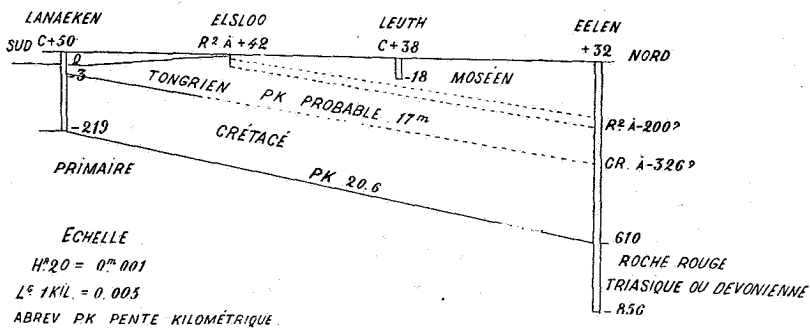 LANAEKEN ELSLOO LEUTH EELEN
SUD C+50 R² À +42 C+38 +32 NORD
0
-3 -18 MOSÉEN
TONGRIEN PK PROBABLE 17ᵐ
R² À-200?
CRÉTACÉ
-219
CR. À-326?
PRIMAIRE PK 20.6
610
ECHELLE
ROCHE ROUGE
TRIASIQUE OU DEVONIENNE
Hᴿ 20 = 0ᵐ 001
Lᶜ 1 KIL. = 0,005
-856
ABREV PK PENTE KILOMÉTRIQUE.